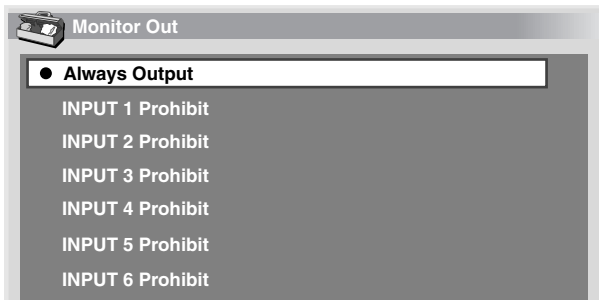 Monitor Out
● Always Output
INPUT 1 Prohibit
INPUT 2 Prohibit
INPUT 3 Prohibit
INPUT 4 Prohibit
INPUT 5 Prohibit
INPUT 6 Prohibit